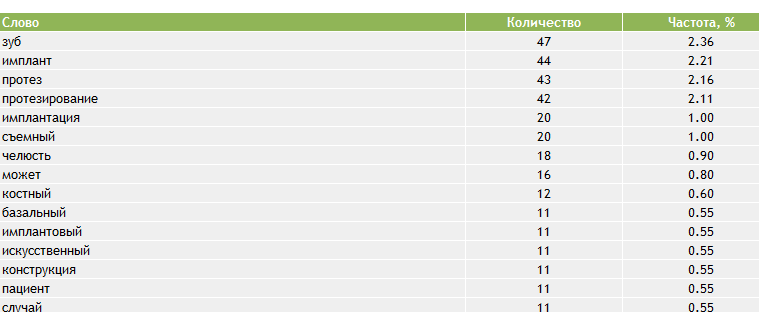 Слово Количество Частота, %
зуб 47 2.36
имплант 44 2.21
протез 43 2.16
протезирование 42 2.11
имплантация 20 1.00
съемный 20 1.00
челюсть 18 0.90
может 16 0.80
костный 12 0.60
базальный 11 0.55
имплантовый 11 0.55
искусственный 11 0.55
конструкция 11 0.55
пациент 11 0.55
случай 11 0.55